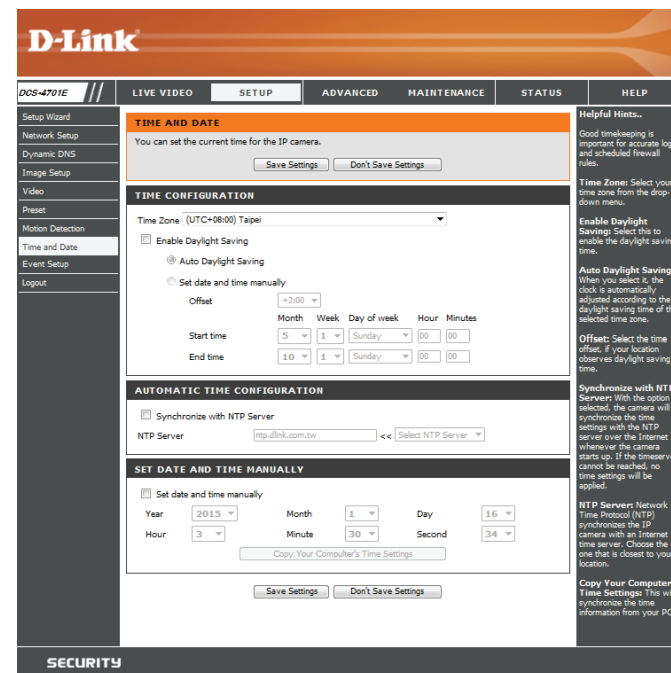 D-Link
DCS-4701E // LIVE VIDEO SETUP ADVANCED MAINTENANCE STATUS HELP
Setup Wizard
Network Setup
Dynamic DNS
Image Setup
Video
Preset
Motion Detection
Time and Date
Event Setup
Logout
TIME AND DATE
You can set the current time for the IP camera.
Save Settings Don't Save Settings
TIME CONFIGURATION
Time Zone (UTC+08:00) Taipei
Enable Daylight Saving
Auto Daylight Saving
Set date and time manually
Offset +2:00
Month Week Day of week Hour Minutes
Start time 5 1 Sunday 00 00
End time 10 1 Sunday 00 00
AUTOMATIC TIME CONFIGURATION
Synchronize with NTP Server
NTP Server ntp.dlink.com.tw << Select NTP Server
SET DATE AND TIME MANUALLY
Set date and time manually
Year 2015 Month 1 Day 16
Hour 3 Minute 30 Second 34
Copy Your Compulter's Time Settings
Save Settings Don't Save Settings
Helpful Hints..
Good timekeeping is
important for accurate log
and scheduled firewall
rules.
Time Zone: Select your
time zone from the drop-
down menu.
Enable Daylight
Saving: Select this to
enable the daylight savin
time.
Auto Daylight Saving
When you select it, the
clock is automatically
adjusted according to the
daylight saving time of th
selected time zone.
Offset: Select the time
offset, if your location
observes daylight saving
time.
Synchronize with NTP
Server: With the option
selected, the camera will
synchronize the time
settings with the NTP
server over the Internet
whenever the camera
starts up. If the timeserve
cannot be reached, no
time settings will be
applied.
NTP Server: Network
Time Protocol (NTP)
synchronizes the IP
camera with an Internet
time server. Choose the
one that is closest to your
location.
Copy Your Computer
Time Settings: This wi
synchronize the time
information from your PC
SECURITY